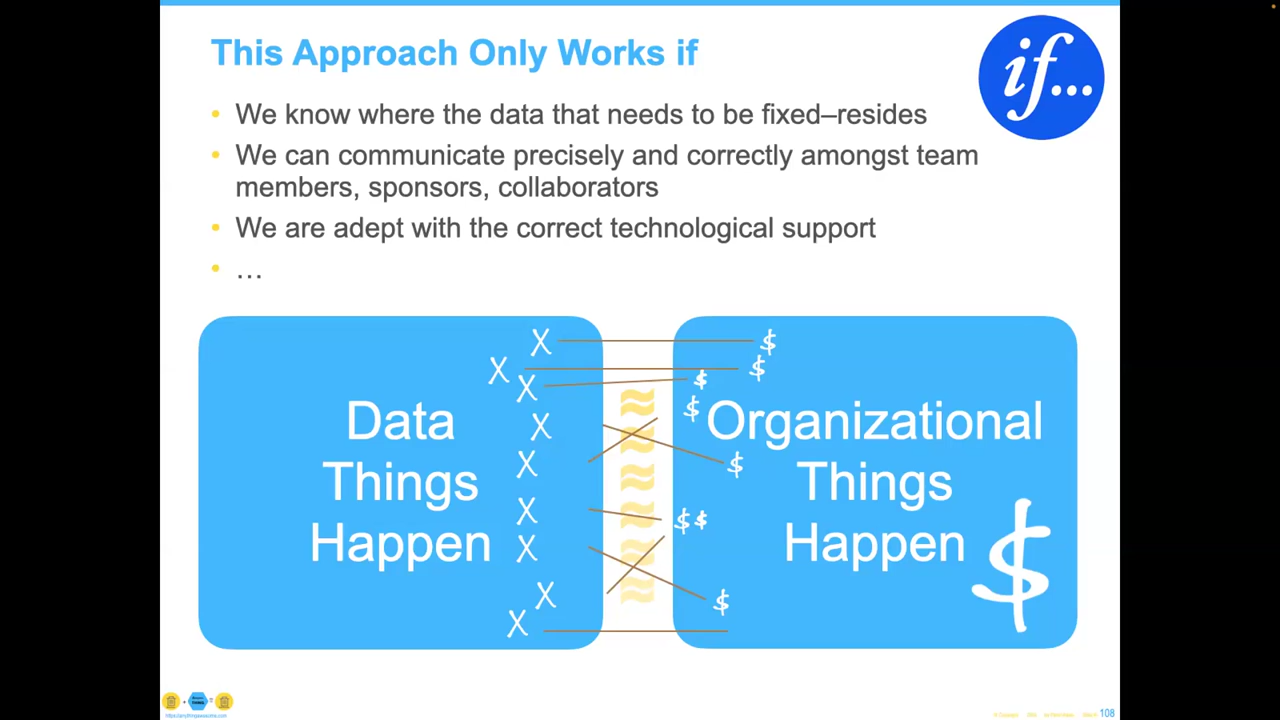 This Approach Only Works if
if...
• We know where the data that needs to be fixed–resides
• We can communicate precisely and correctly amongst team
members, sponsors, collaborators
• We are adept with the correct technological support
• …
X $
X $
X $
X $
X $
X $$
X
X $
X
Data
Things
Happen
Organizational
Things
Happen
$
108